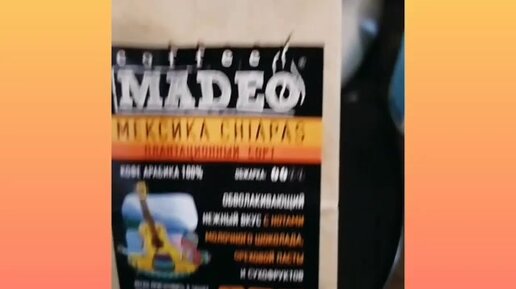 coffee
MADEO
МЕКСИКА CHIAPAS
ПЛАНТАЦИОННЫЙ СОРТ
КОФЕ АРАБИКА 100%
ОБЖАРКА
ОБВОЛАКИВАЮЩИЙ
НЕЖНЫЙ ВКУС С НОТАМИ
МОЛОЧНОГО ШОКОЛАДА,
ОРЕХОВОЙ ПАСТЫ
И СУХОФРУКТОВ